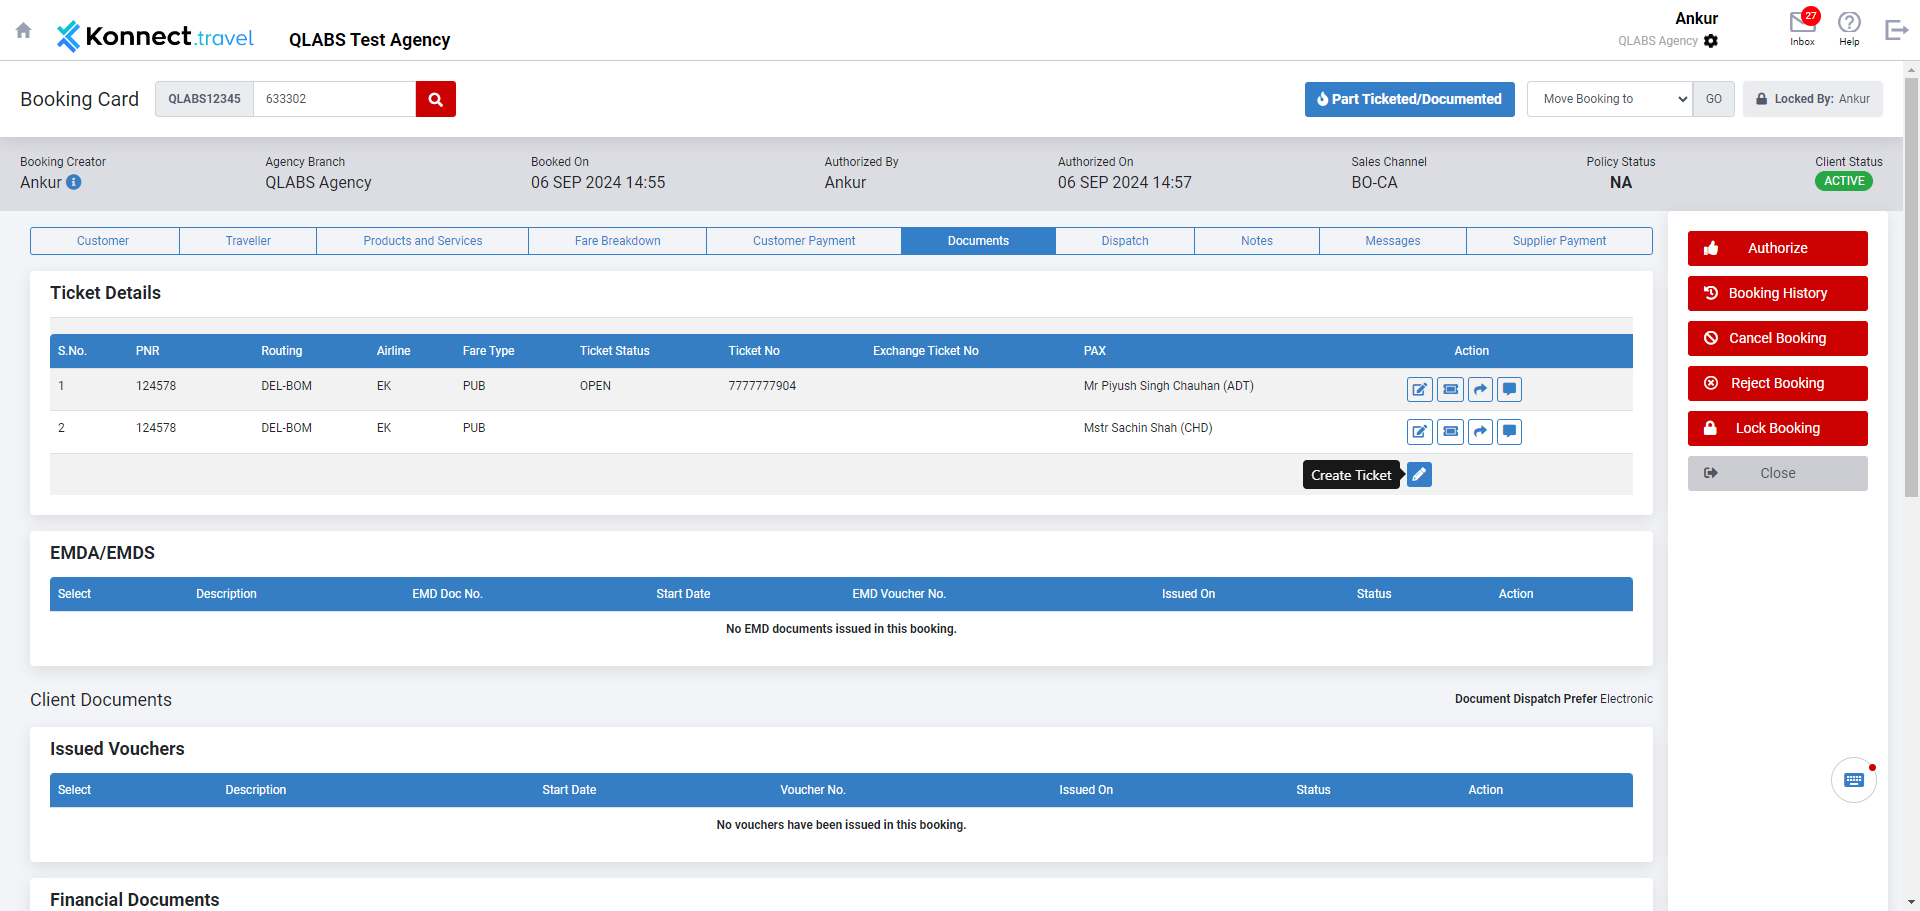 Konnect.travel
QLABS Test Agency
Ankur
QLABS Agency
27
Inbox
Help
Booking Card
QLABS12345
633302
Part Ticketed/Documented
Move Booking to
GO
Locked By: Ankur
Booking Creator
Ankur
Agency Branch
QLABS Agency
Booked On
06 SEP 2024 14:55
Authorized By
Ankur
Authorized On
06 SEP 2024 14:57
Sales Channel
BO-CA
Policy Status
NA
Client Status
ACTIVE
Customer
Traveller
Products and Services
Fare Breakdown
Customer Payment
Documents
Dispatch
Notes
Messages
Supplier Payment
Ticket Details
S.No. PNR Routing Airline Fare Type Ticket Status Ticket No Exchange Ticket No PAX Action
1 124578 DEL-BOM EK PUB OPEN 7777777904 Mr Piyush Singh Chauhan (ADT)
2 124578 DEL-BOM EK PUB Mstr Sachin Shah (CHD)
Create Ticket
EMDA/EMDS
Select Description EMD Doc No. Start Date EMD Voucher No. Issued On Status Action
No EMD documents issued in this booking.
Client Documents
Document Dispatch Prefer Electronic
Issued Vouchers
Select Description Start Date Voucher No. Issued On Status Action
No vouchers have been issued in this booking.
Financial Documents
Authorize
Booking History
Cancel Booking
Reject Booking
Lock Booking
Close